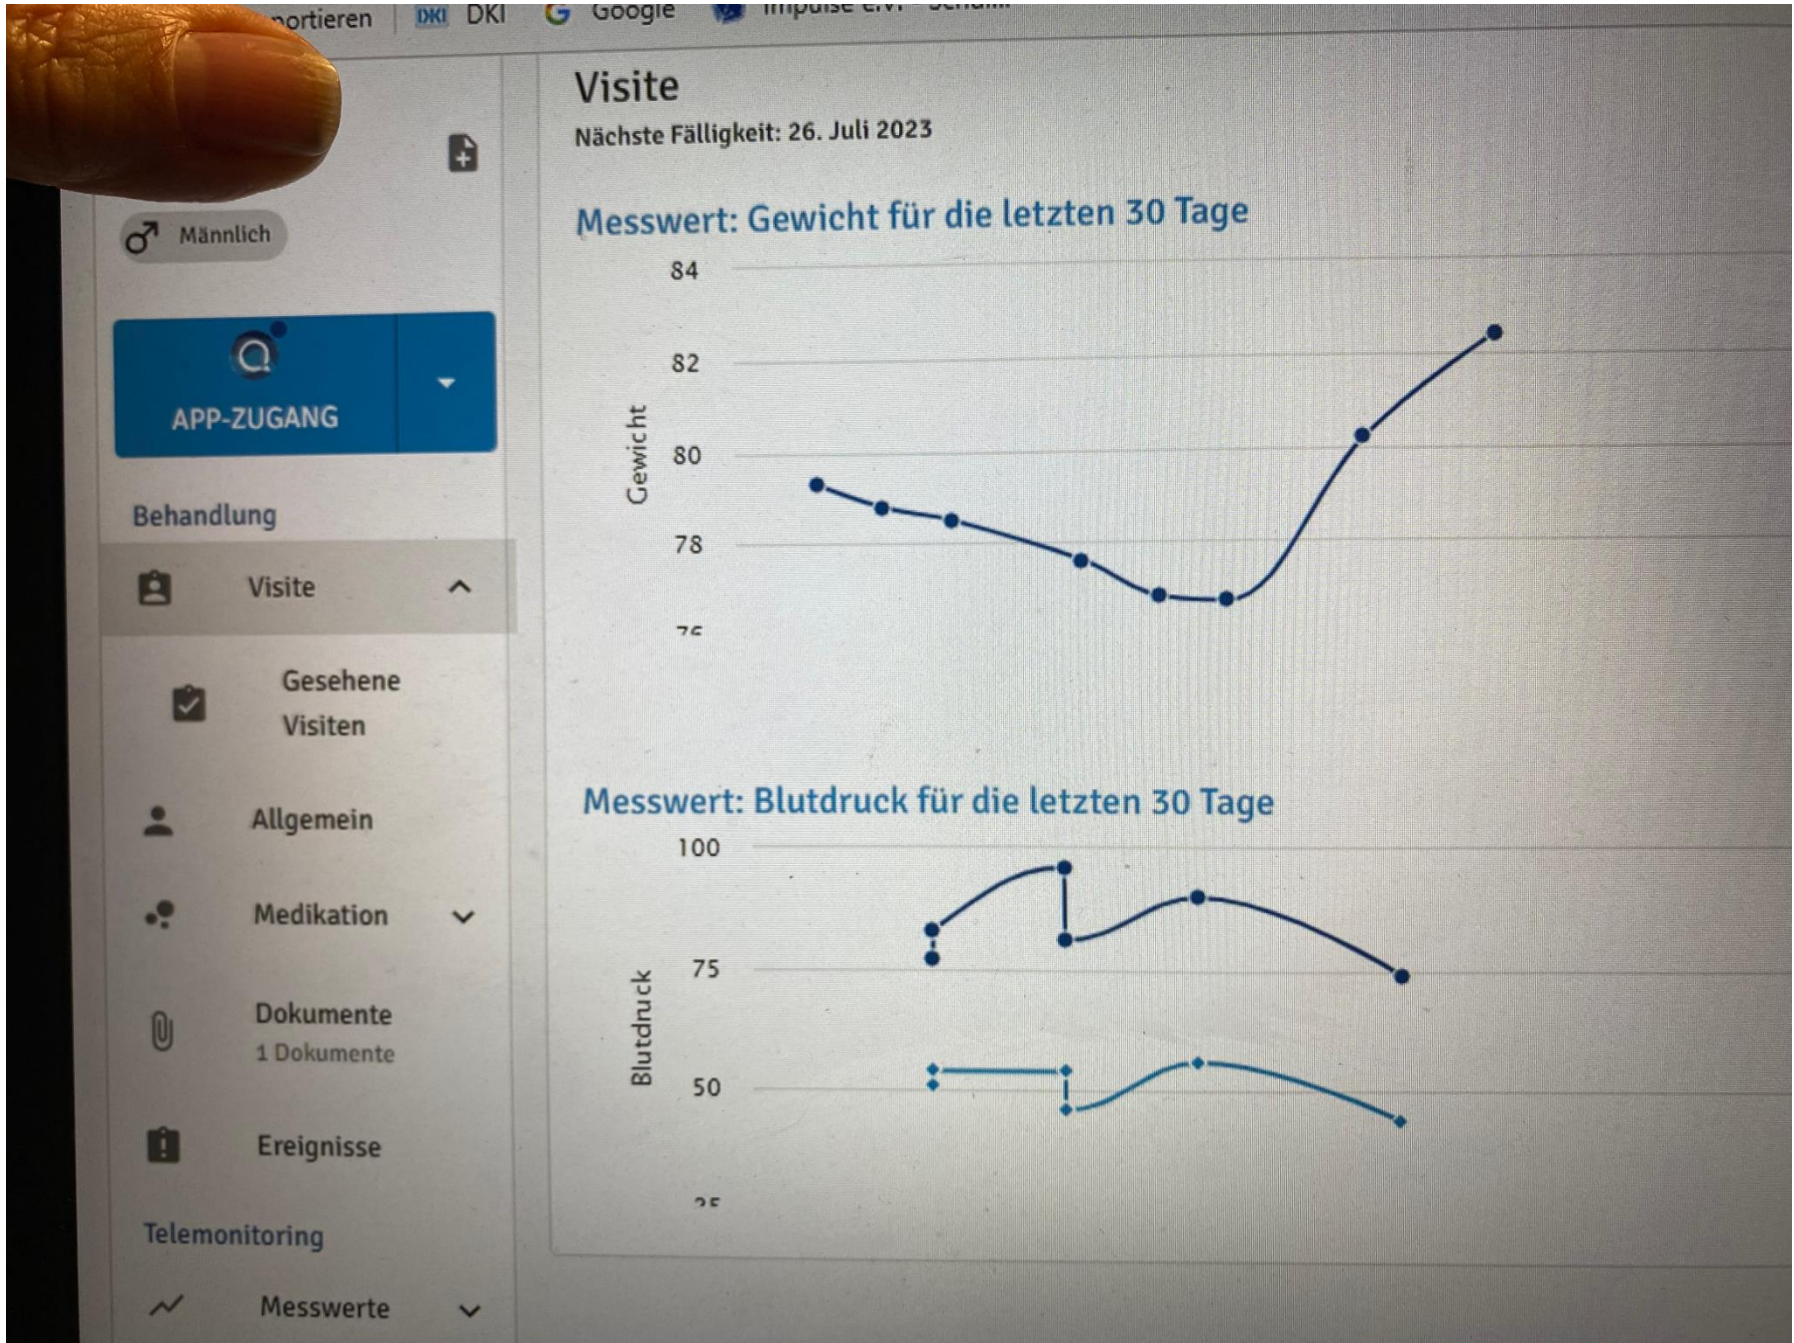 DKI DKI Google
Männlich
APP-ZUGANG
Behandlung
Visite
Gesehene
Visiten
Allgemein
Medikation
Dokumente
1 Dokumente
Ereignisse
Telemonitoring
Messwerte
Visite
Nächste Fälligkeit: 26. Juli 2023
Messwert: Gewicht für die letzten 30 Tage
84
82
80
78
Gewicht
Messwert: Blutdruck für die letzten 30 Tage
100
75
50
Blutdruck